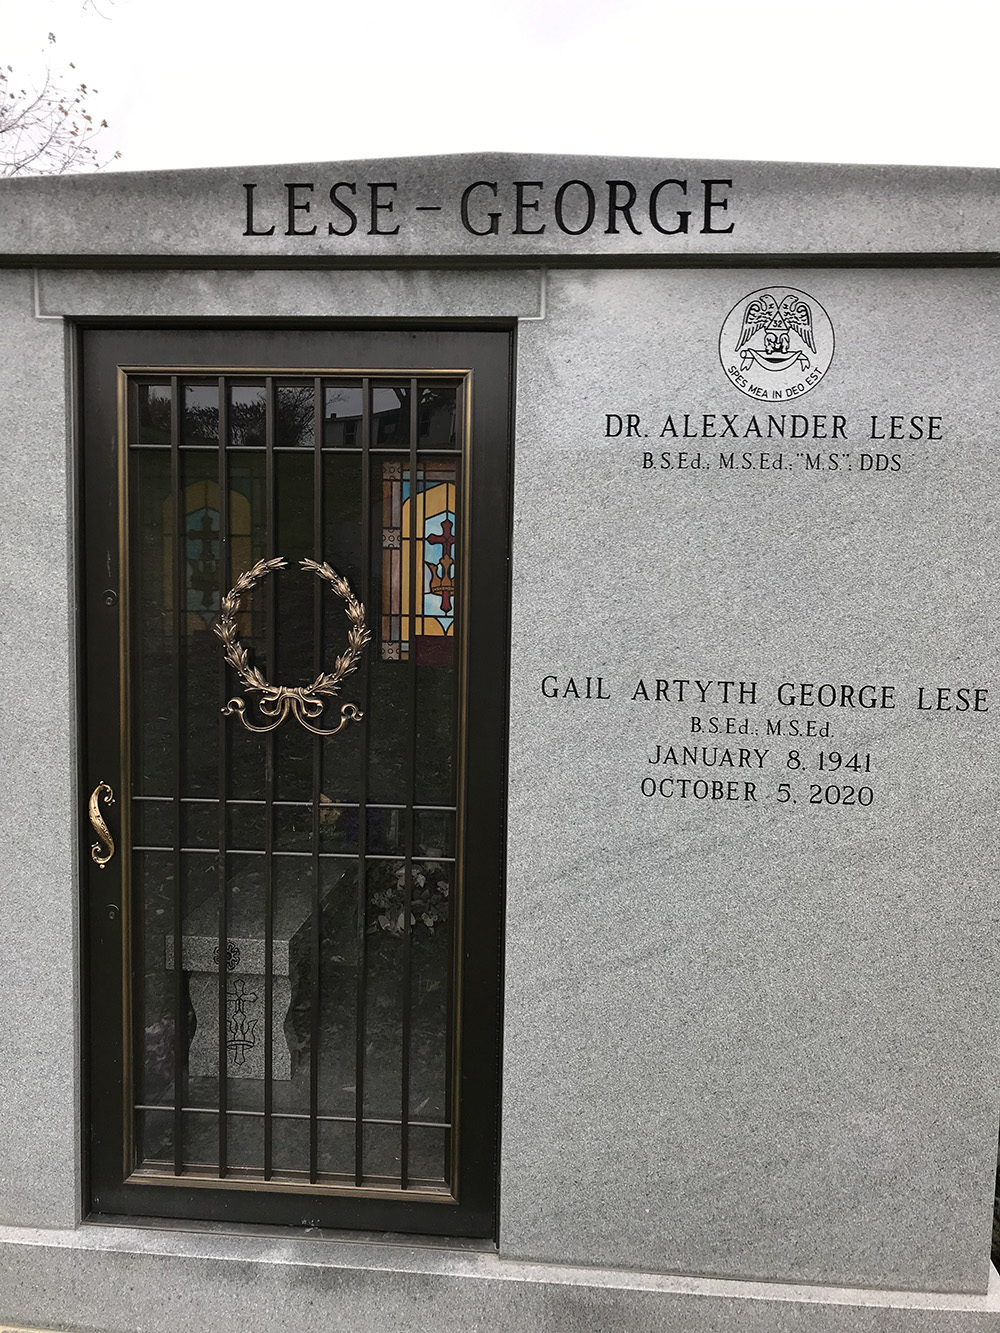 LESE-GEORGE
32
SPES MEA IN DEO EST
DR. ALEXANDER LESE
B.S.Ed.; M.S.Ed.; "M.S."; DDS
GAIL ARTYTH GEORGE LESE
B.S.Ed.; M.S.Ed.
JANUARY 8, 1941
OCTOBER 5, 2020